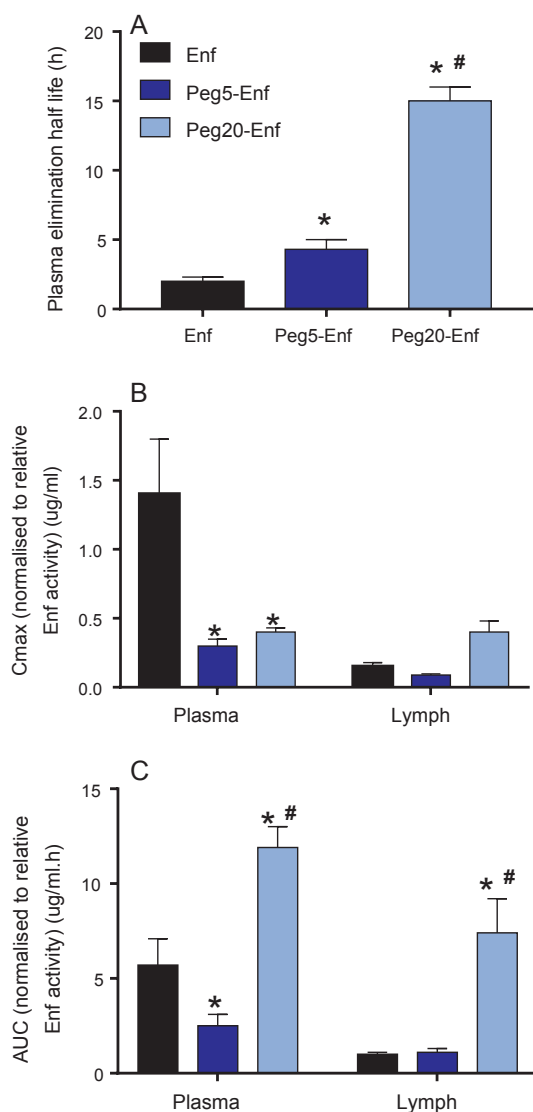 A
Plasma elimination half life (h)
20
15
10
5
0
Enf
Peg5-Enf
Peg20-Enf
*
* #
Enf Peg5-Enf Peg20-Enf
B
Cmax (normalised to relative
Enf activity) (ug/ml)
2.0
1.5
1.0
0.5
0.0
* *
Plasma Lymph
C
AUC (normalised to relative
Enf activity) (ug/ml.h)
15
10
5
0
*
* #
* #
Plasma Lymph